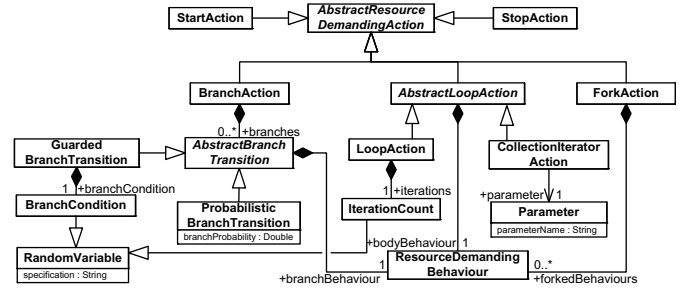 AbstractResource
StartAction
DemandingAction
StopAction
BranchAction
AbstractLoopAction
ForkAction
0..* +branches
Guarded
BranchTransition
AbstractBranch
Transition
LoopAction
CollectionIterator
Action
1 +branchCondition
1 +iterations
+parameter 1
BranchCondition
Probabilistic
BranchTransition
branchProbability : Double
IterationCount
Parameter
parameterName : String
+bodyBehaviour 1
RandomVariable
specification : String
1
+branchBehaviour
ResourceDemanding
Behaviour
0..*
+forkedBehaviours